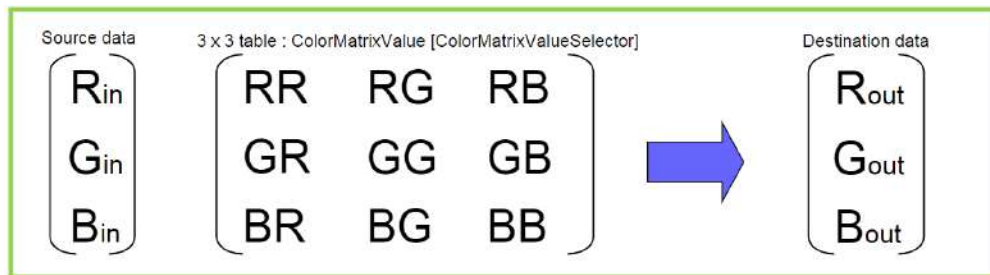 Source data 3 x 3 table : ColorMatrixValue [ColorMatrixValueSelector] Destination data
Rin RR RG RB Rout
Gin GR GG GB Gout
Bin BR BG BB Bout